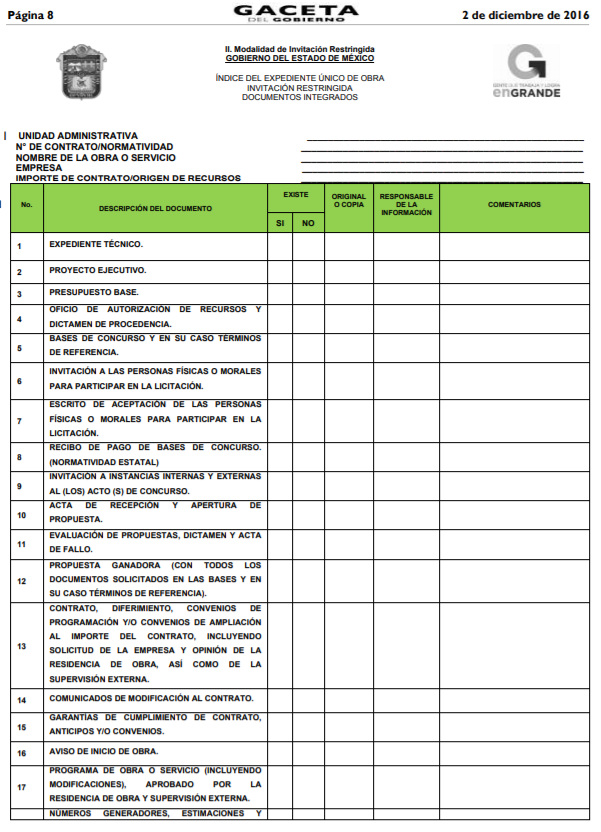 Página 8
GACETA
DEL GOBIERNO
2 de diciembre de 2016
II. Modalidad de Invitación Restringida
GOBIERNO DEL ESTADO DE MÉXICO
ÍNDICE DEL EXPEDIENTE ÚNICO DE OBRA
INVITACIÓN RESTRINGIDA
DOCUMENTOS INTEGRADOS
GENTE QUE TRABAJA Y LOGRA
enGRANDE
UNIDAD ADMINISTRATIVA
N° DE CONTRATO/NORMATIVIDAD
NOMBRE DE LA OBRA O SERVICIO
EMPRESA
IMPORTE DE CONTRATO/ORIGEN DE RECURSOS
No.
DESCRIPCIÓN DEL DOCUMENTO
EXISTE
SI NO
ORIGINAL
O COPIA
RESPONSABLE
DE LA
INFORMACIÓN
COMENTARIOS
1 EXPEDIENTE TÉCNICO.
2 PROYECTO EJECUTIVO.
3 PRESUPUESTO BASE.
4 OFICIO DE AUTORIZACIÓN DE RECURSOS Y
DICTAMEN DE PROCEDENCIA.
5 BASES DE CONCURSO Y EN SU CASO TÉRMINOS
DE REFERENCIA.
6 INVITACIÓN A LAS PERSONAS FÍSICAS O MORALES
PARA PARTICIPAR EN LA LICITACIÓN.
7 ESCRITO DE ACEPTACIÓN DE LAS PERSONAS
FÍSICAS O MORALES PARA PARTICIPAR EN LA
LICITACIÓN.
8 RECIBO DE PAGO DE BASES DE CONCURSO.
(NORMATIVIDAD ESTATAL)
9 INVITACIÓN A INSTANCIAS INTERNAS Y EXTERNAS
AL (LOS) ACTO (S) DE CONCURSO.
10 ACTA DE RECEPCIÓN Y APERTURA DE
PROPUESTA.
11 EVALUACIÓN DE PROPUESTAS, DICTAMEN Y ACTA
DE FALLO.
12 PROPUESTA GANADORA (CON TODOS LOS
DOCUMENTOS SOLICITADOS EN LAS BASES Y EN
SU CASO TÉRMINOS DE REFERENCIA).
13 CONTRATO, DIFERIMIENTO, CONVENIOS DE
PROGRAMACIÓN Y/O CONVENIOS DE AMPLIACIÓN
AL IMPORTE DEL CONTRATO, INCLUYENDO
SOLICITUD DE LA EMPRESA Y OPINIÓN DE LA
RESIDENCIA DE OBRA, ASÍ COMO DE LA
SUPERVISIÓN EXTERNA.
14 COMUNICADOS DE MODIFICACIÓN AL CONTRATO.
15 GARANTÍAS DE CUMPLIMIENTO DE CONTRATO,
ANTICIPOS Y/O CONVENIOS.
16 AVISO DE INICIO DE OBRA.
17 PROGRAMA DE OBRA O SERVICIO (INCLUYENDO
MODIFICACIONES), APROBADO POR LA
RESIDENCIA DE OBRA Y SUPERVISIÓN EXTERNA.
NÚMEROS GENERADORES, ESTIMACIONES Y